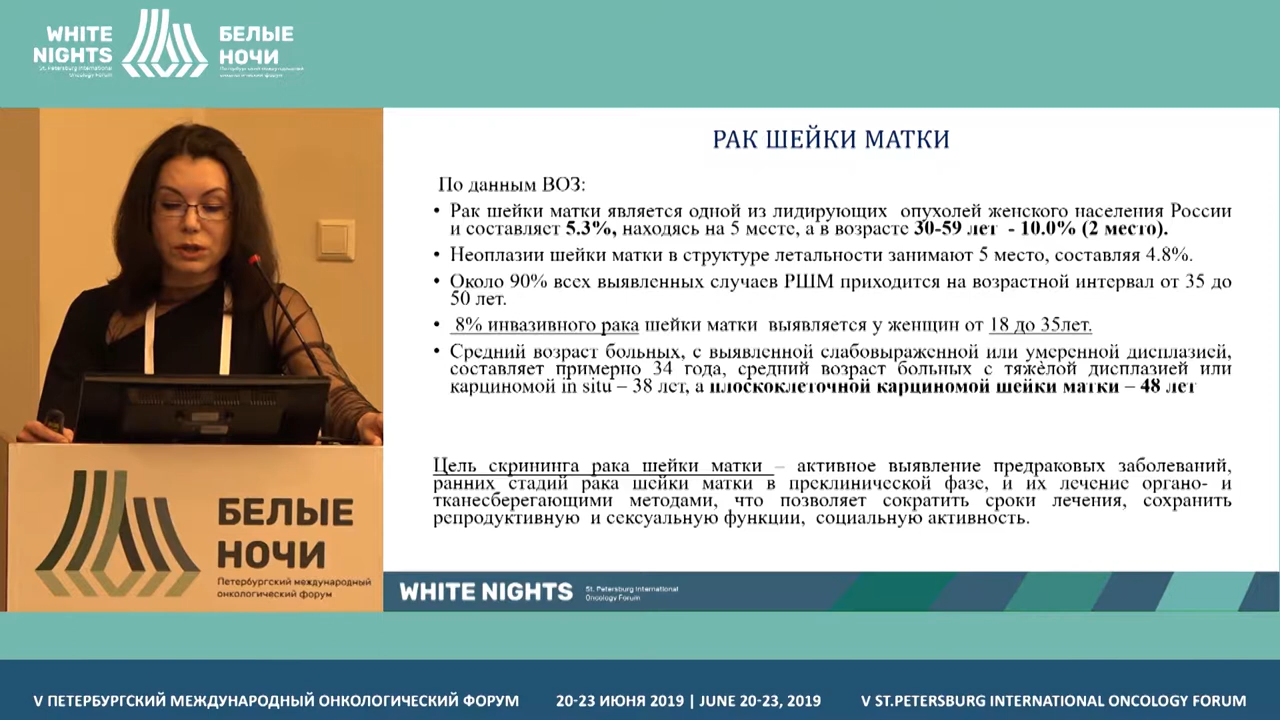 WHITE
NIGHTS
St. Petersburg International
Oncology Forum
БЕЛЫЕ
НОЧИ
Петербургский международный
онкологический форум
РАК ШЕЙКИ МАТКИ
По данным ВОЗ:
• Рак шейки матки является одной из лидирующих опухолей женского населения России
и составляет 5.3%, находясь на 5 месте, а в возрасте 30-59 лет - 10.0% (2 место).
• Неоплазии шейки матки в структуре летальности занимают 5 место, составляя 4.8%.
• Около 90% всех выявленных случаев РШМ приходится на возрастной интервал от 35 до
50 лет.
• 8% инвазивного рака шейки матки выявляется у женщин от 18 до 35лет.
• Средний возраст больных, с выявленной слабовыраженной или умеренной дисплазией,
составляет примерно 34 года, средний возраст больных с тяжёлой дисплазией или
карциномой in situ – 38 лет, а плоскоклеточной карциномой шейки матки – 48 лет
Цель скрининга рака шейки матки – активное выявление предраковых заболеваний,
ранних стадий рака шейки матки в преклинической фазе, и их лечение органо- и
тканесберегающими методами, что позволяет сократить сроки лечения, сохранить
репродуктивную и сексуальную функции, социальную активность.
WHITE NIGHTS
St. Petersburg International
Oncology Forum
БЕЛЫЕ
НОЧИ
Петербургский международный
онкологический форум
V ПЕТЕРБУРГСКИЙ МЕЖДУНАРОДНЫЙ ОНКОЛОГИЧЕСКИЙ ФОРУМ 20-23 ИЮНЯ 2019 | JUNE 20-23, 2019 V ST.PETERSBURG INTERNATIONAL ONCOLOGY FORUM